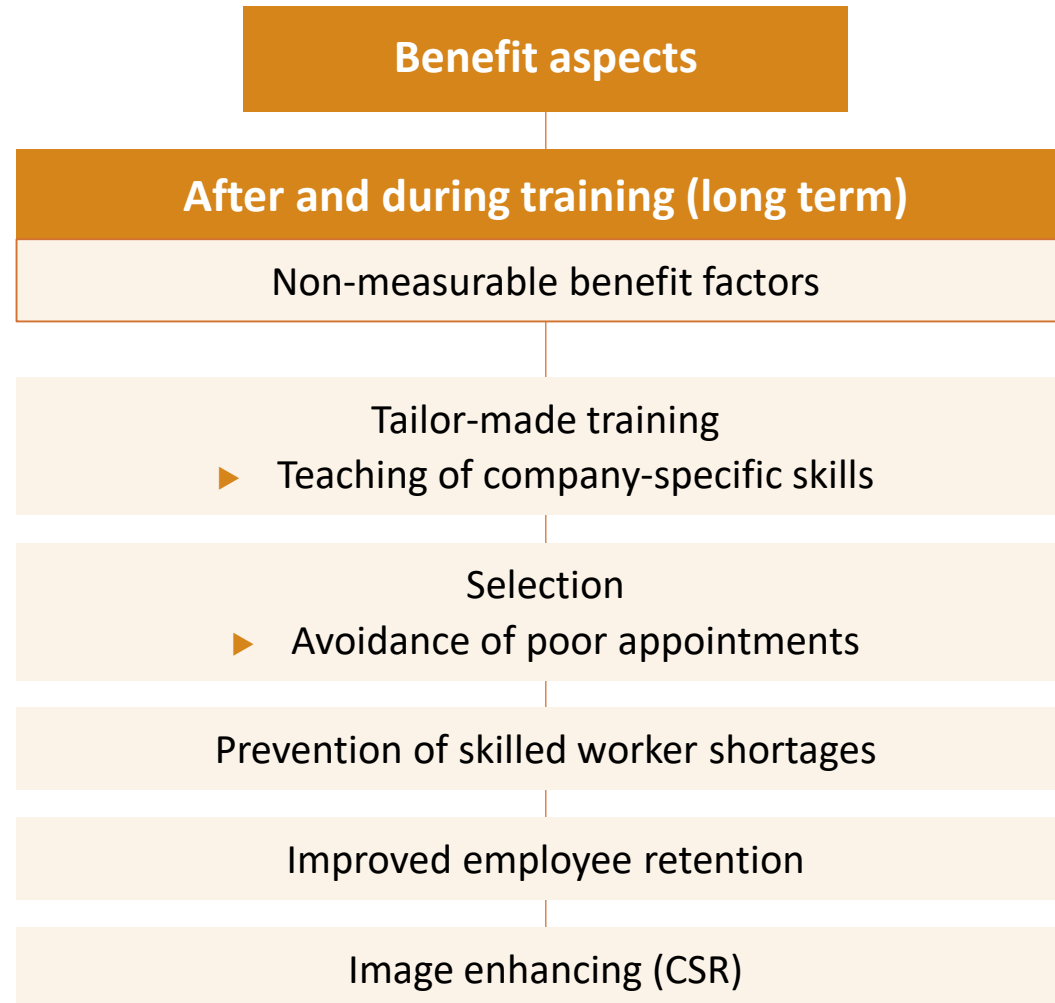 Benefit aspects
After and during training (long term)
Non-measurable benefit factors
Tailor-made training
▶ Teaching of company-specific skills
Selection
▶ Avoidance of poor appointments
Prevention of skilled worker shortages
Improved employee retention
Image enhancing (CSR)